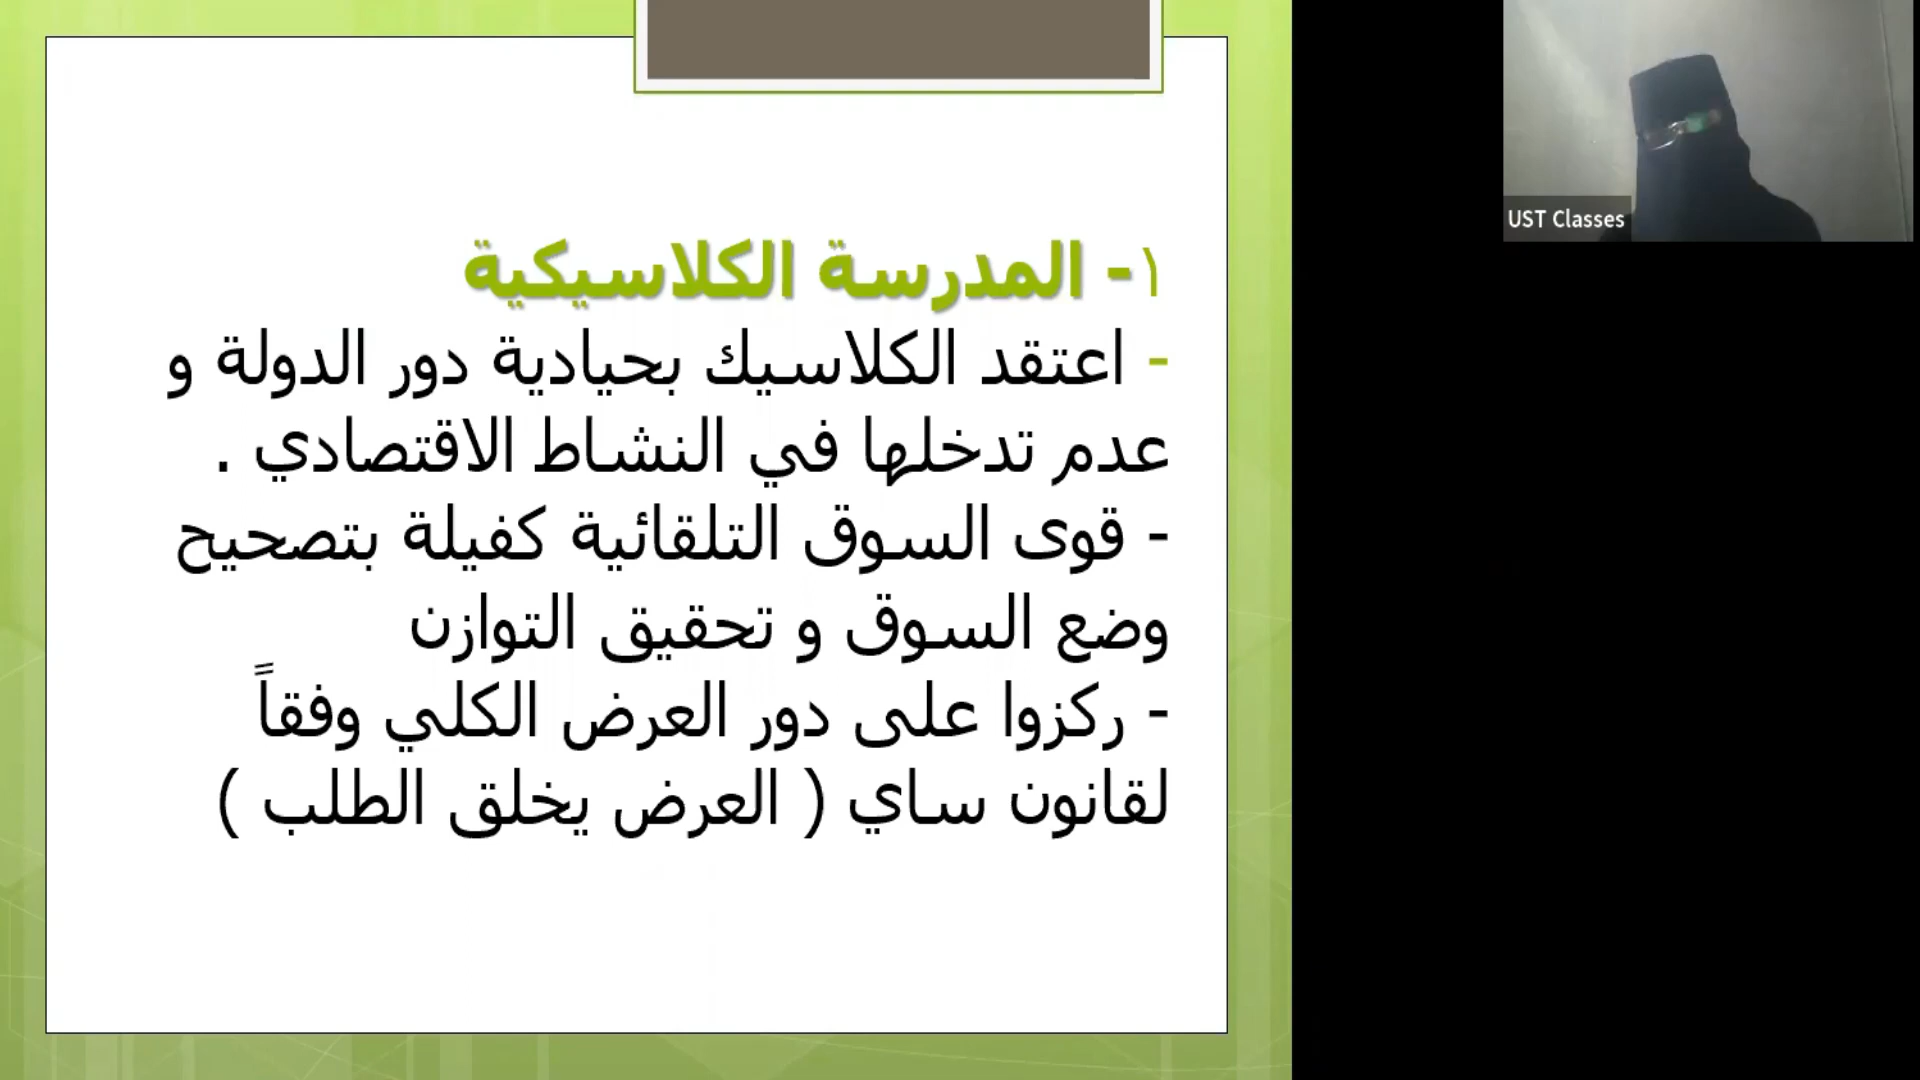 ١- المدرسة الكلاسيكية
- اعتقد الكلاسيك بحيادية دور الدولة و
عدم تدخلها في النشاط الاقتصادي .
- قوى السوق التلقائية كفيلة بتصحيح
وضع السوق و تحقيق التوازن
- ركزوا على دور العرض الكلي وفقاً
لقانون ساي ( العرض يخلق الطلب )
UST Classes